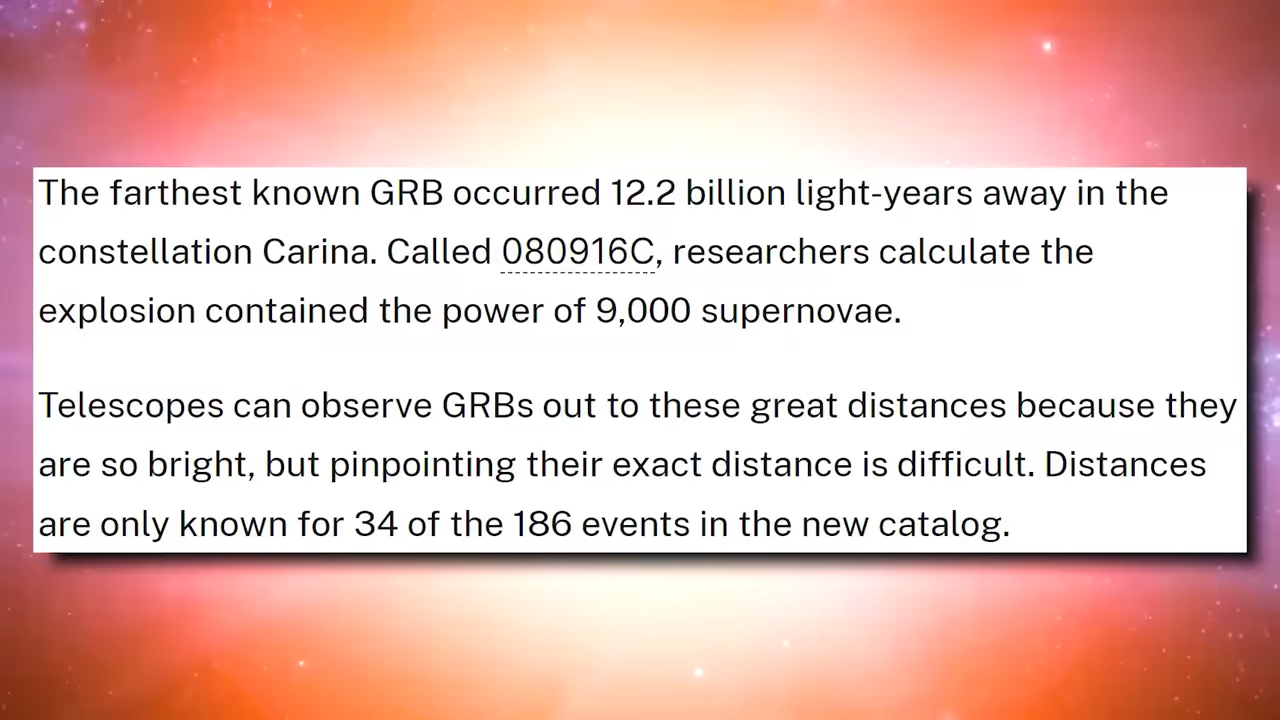 The farthest known GRB occurred 12.2 billion light-years away in the
constellation Carina. Called 080916C, researchers calculate the
explosion contained the power of 9,000 supernovae.
Telescopes can observe GRBs out to these great distances because they
are so bright, but pinpointing their exact distance is difficult. Distances
are only known for 34 of the 186 events in the new catalog.